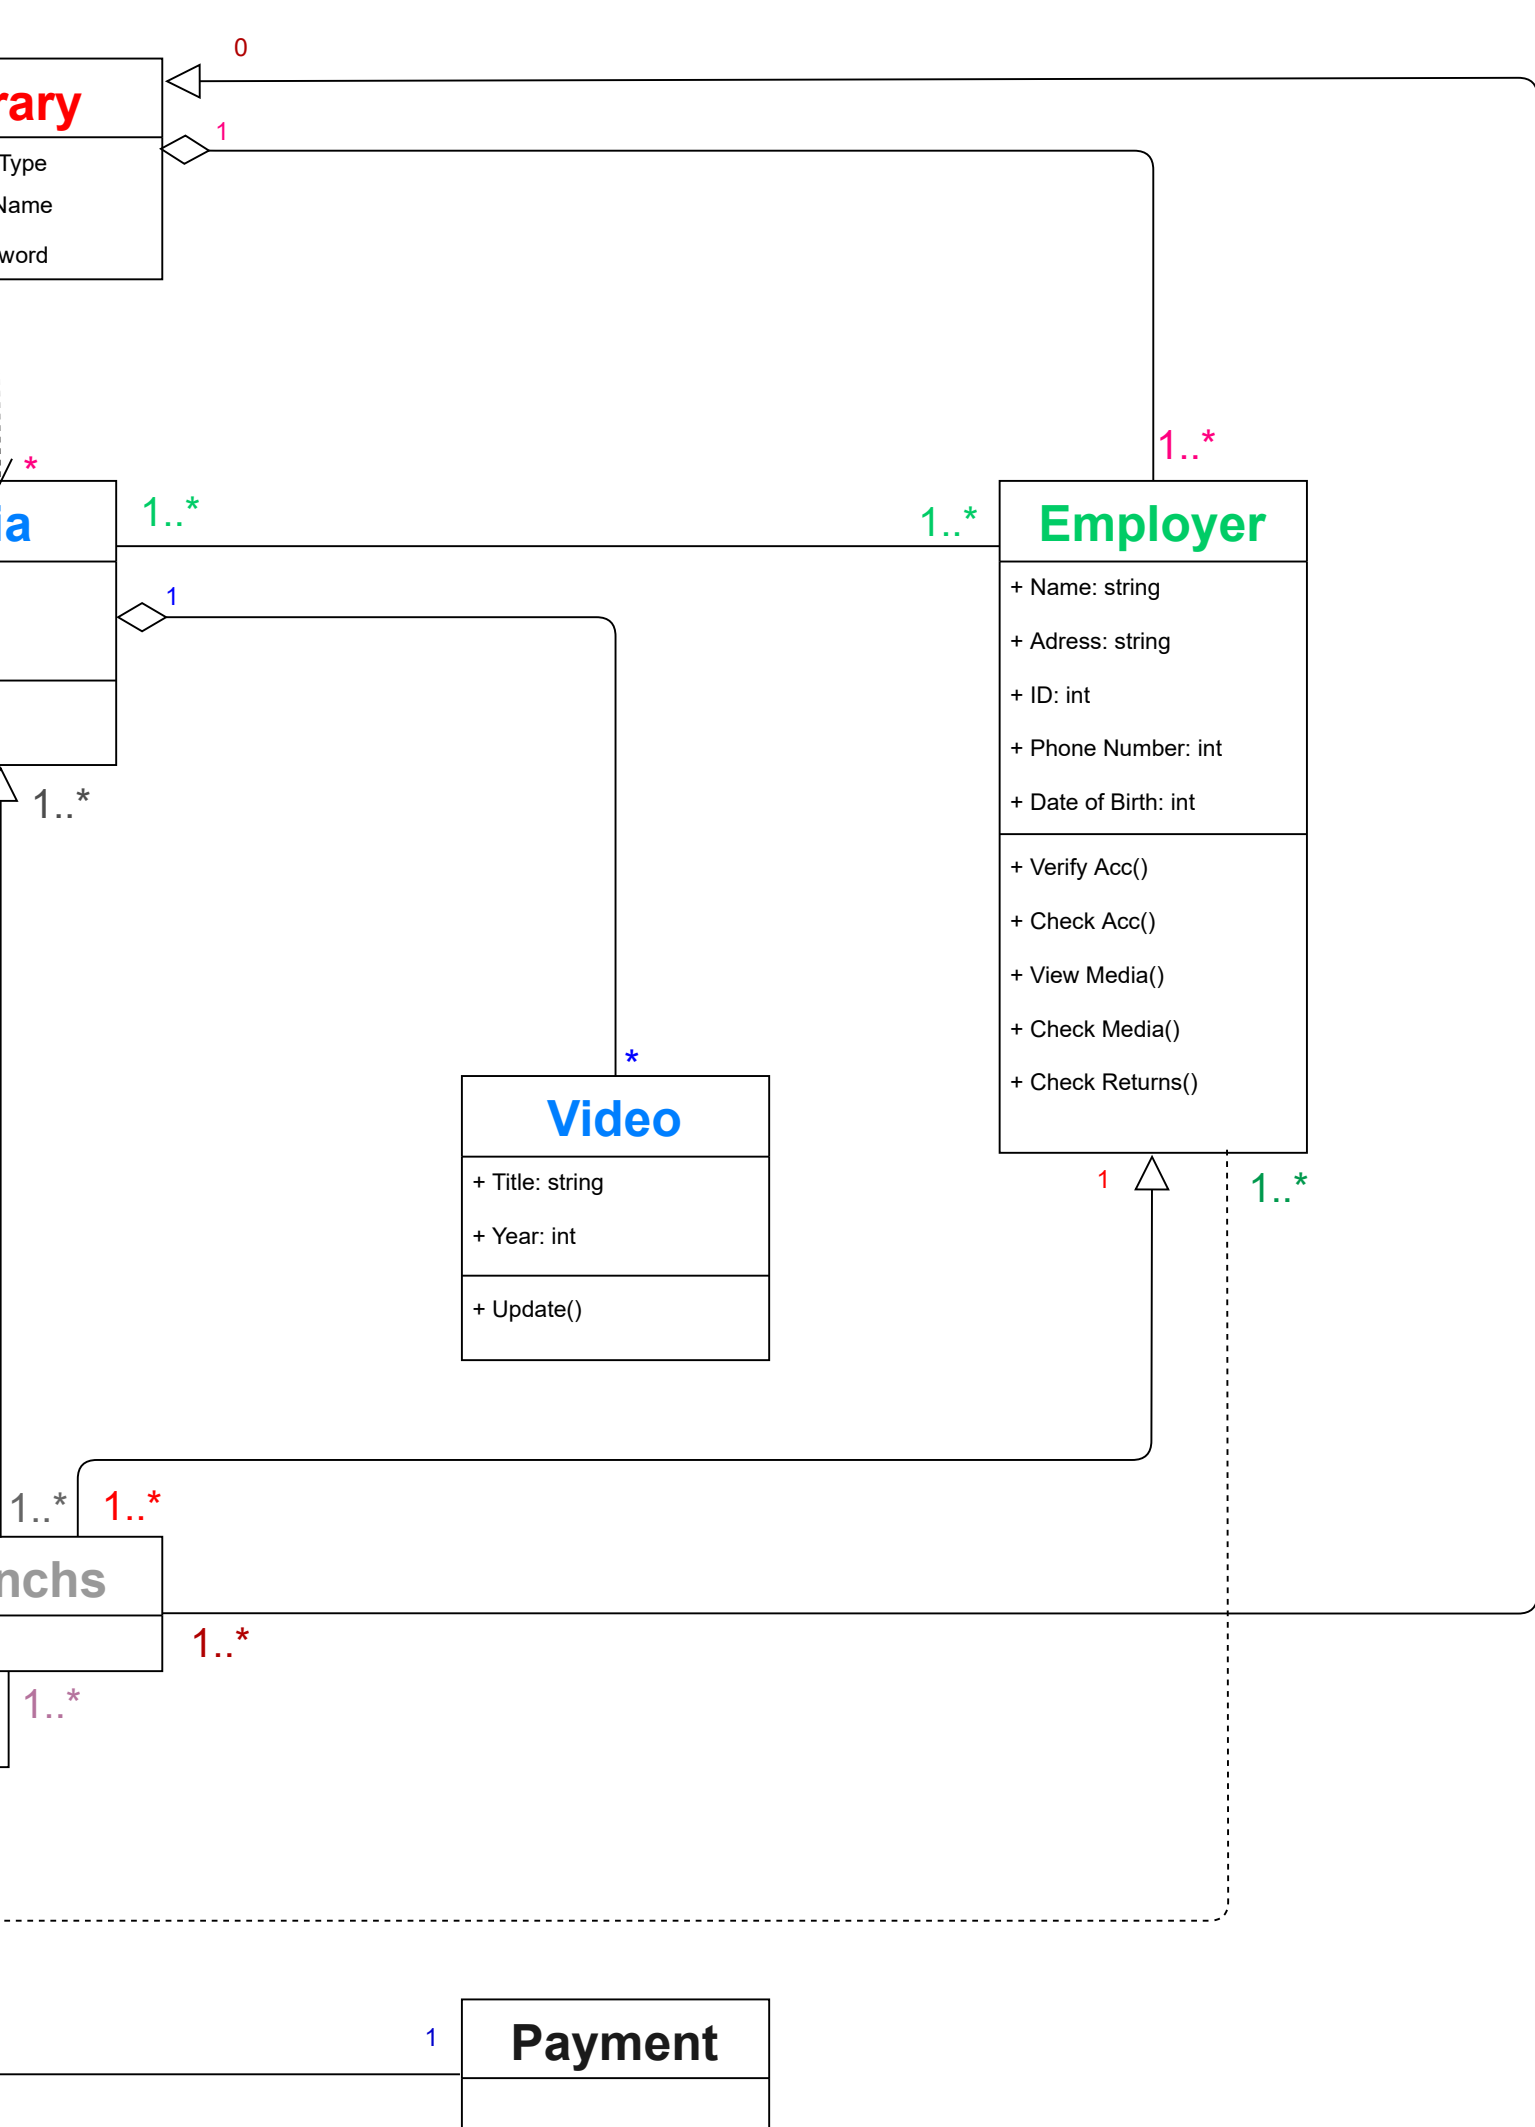 0
rary
1
Type
Name
word
1..*
*
1..*
1..*
ia
Employer
+ Name: string
1
+ Adress: string
+ ID: int
+ Phone Number: int
1..*
+ Date of Birth: int
+ Verify Acc()
+ Check Acc()
+ View Media()
+ Check Media()
+ Check Returns()
*
Video
+ Title: string
+ Year: int
+ Update()
1
1..*
1..*
1..*
nchs
1..*
1..*
1
Payment